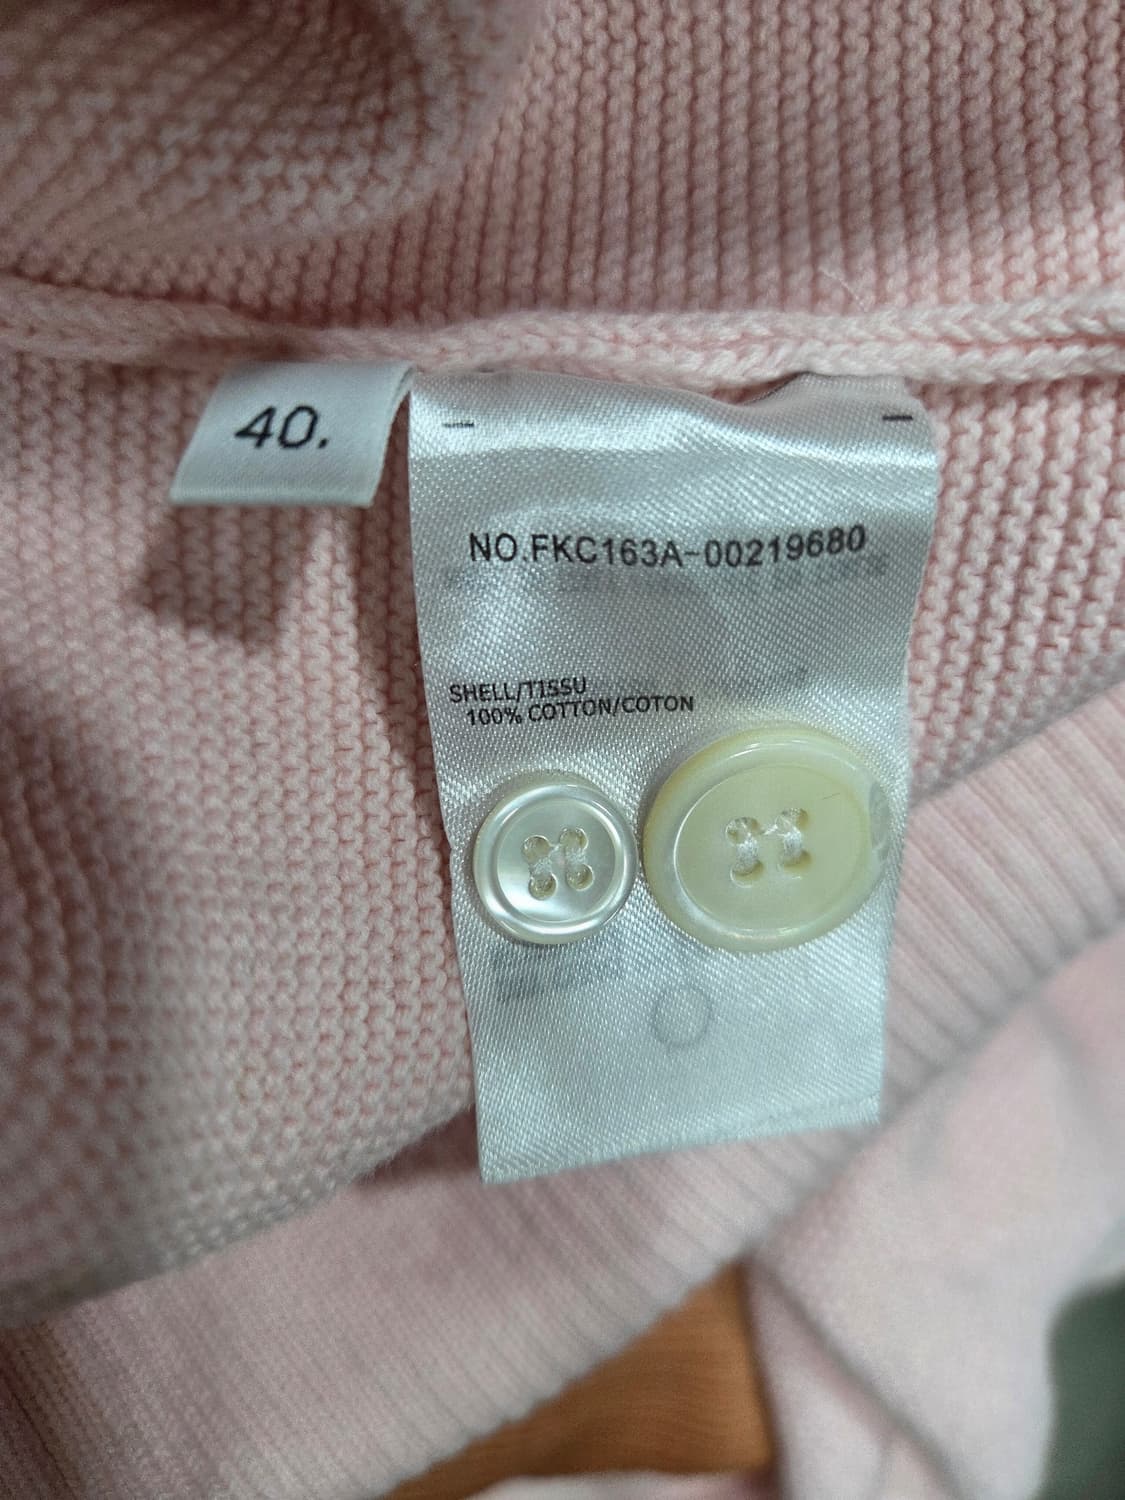 40.
NO.FKC163A-00219680
SHELL/TISSU
100% COTTON/COTON